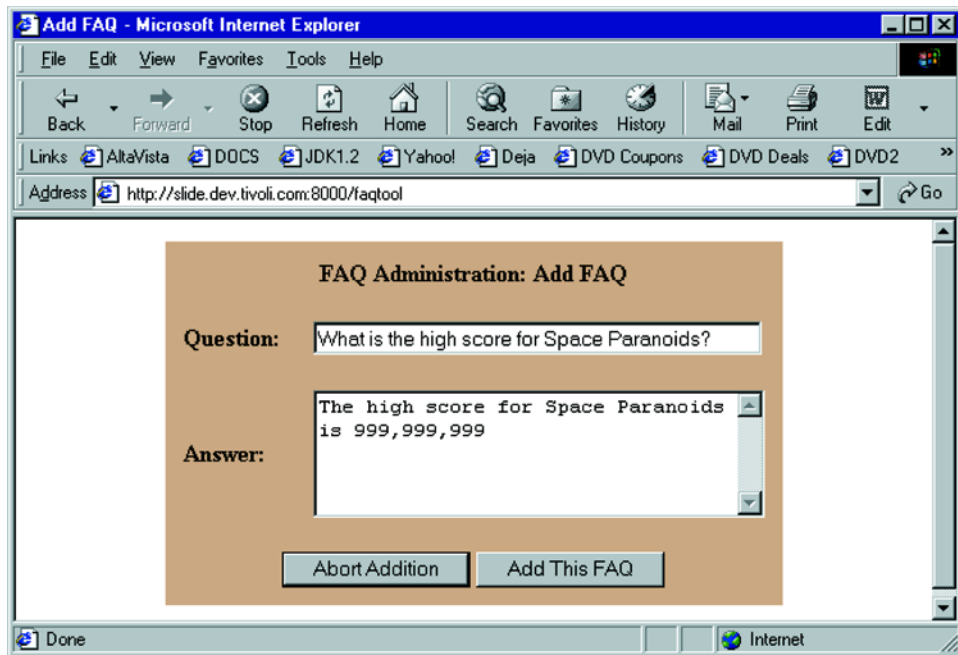 Add FAQ - Microsoft Internet Explorer
File Edit View Favorites Tools Help
Back Forward Stop Refresh Home Search Favorites History Mail Print Edit
Links AltaVista DOCS JDK1.2 Yahoo! Deja DVD Coupons DVD Deals DVD2 »
Address http://slide.dev.tivoli.com:8000/faqtool Go
FAQ Administration: Add FAQ
Question: What is the high score for Space Paranoids?
The high score for Space Paranoids
is 999,999,999
Answer:
Abort Addition Add This FAQ
Done Internet